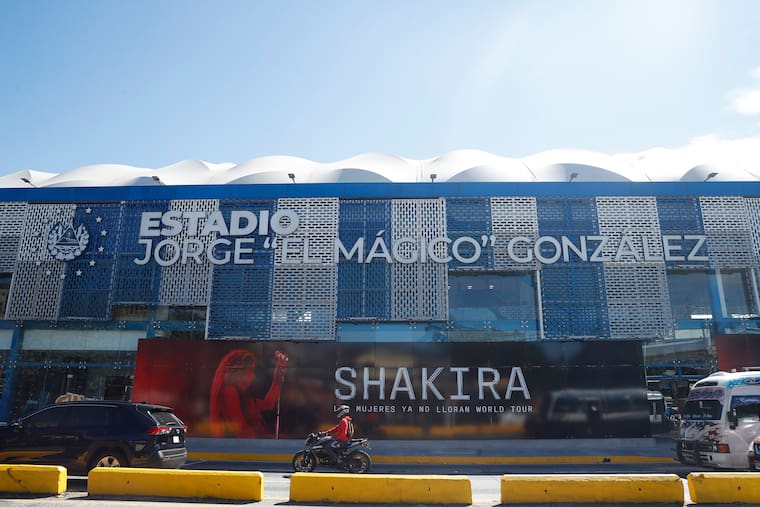 ESTADIO
JORGE "EL MÁGICO" GONZÁLEZ
SHAKIRA
LAS MUJERES YA NO LLORAN WORLD TOUR